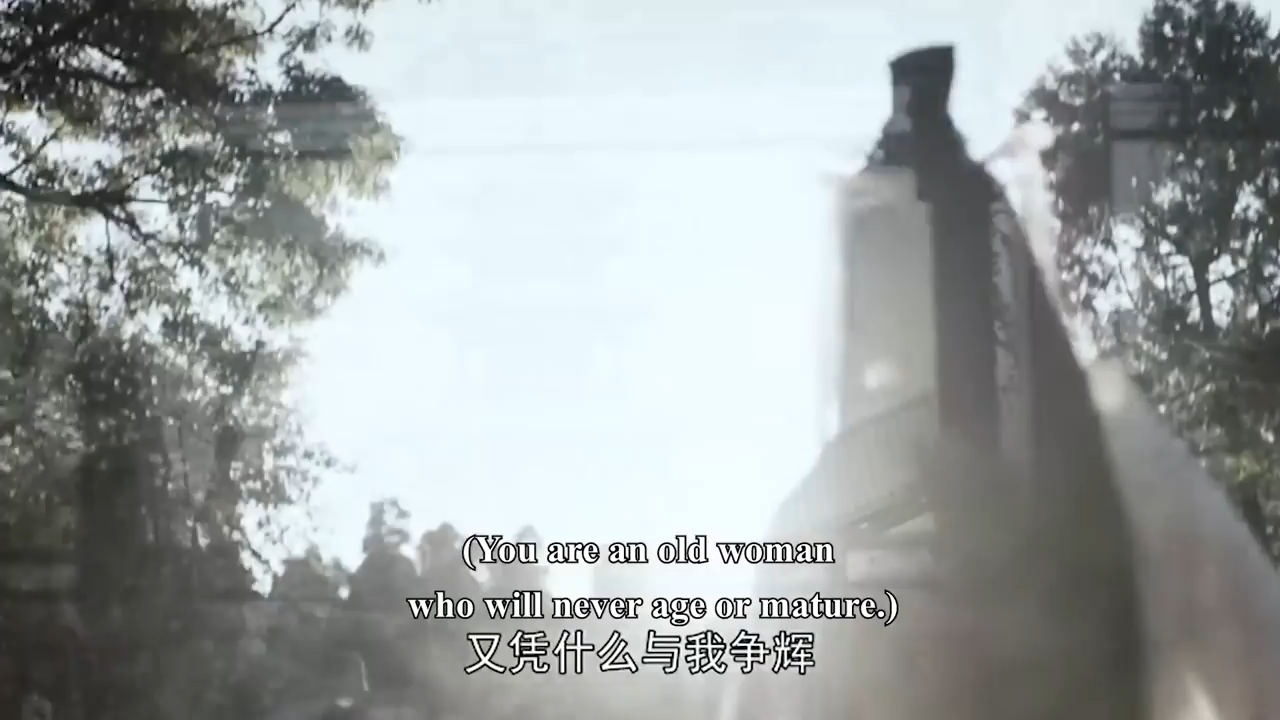 (You are an old woman
who will never age or mature.)
又凭什么与我争辉